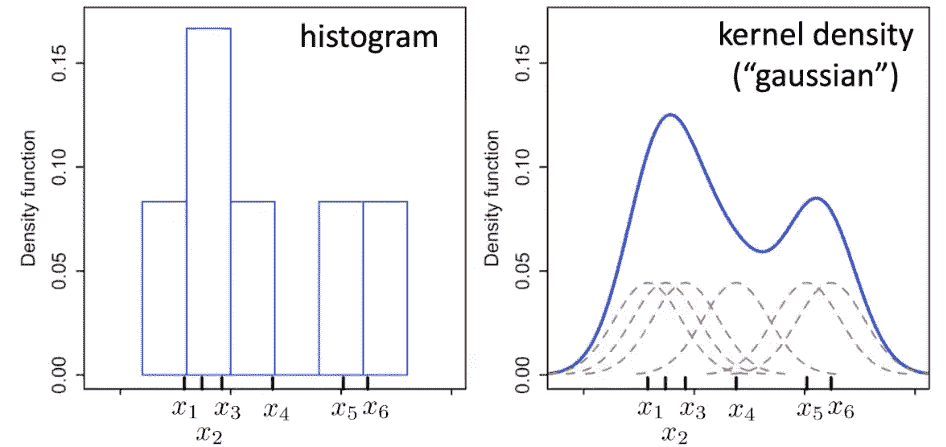 histogram
Density function
0.15
0.10
0.05
0.00
x₁ x₃ x₄ x₅ x₆
x₂
kernel density
(“gaussian”)
Density function
0.15
0.10
0.05
0.00
x₁ x₃ x₄ x₅ x₆
x₂